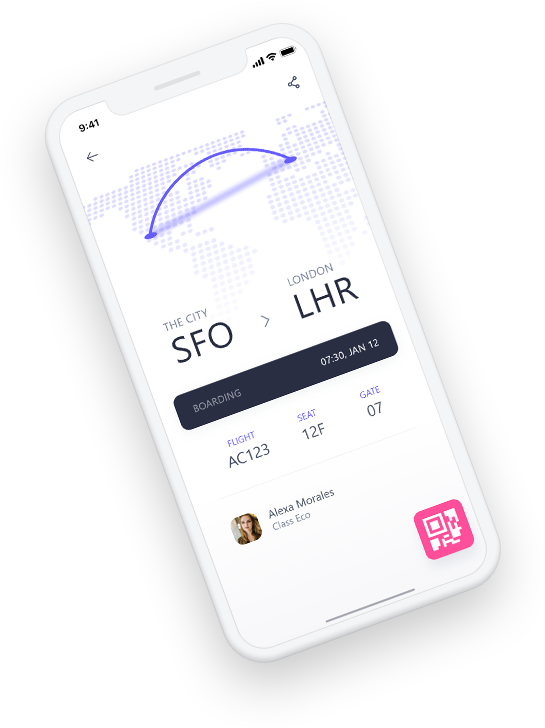 9:41
THE CITY
SFO
LONDON
LHR
BOARDING
07:30, JAN 12
FLIGHT
AC123
SEAT
12F
GATE
07
Alexa Morales
Class Eco